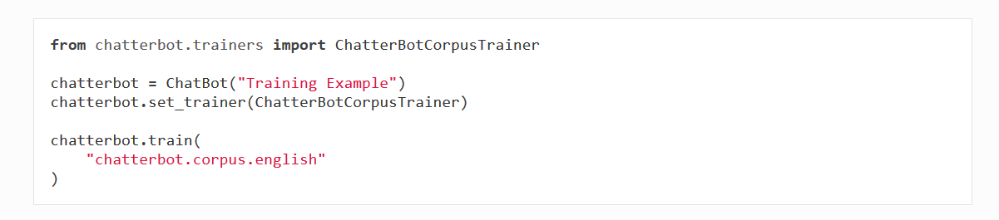 from chatterbot.trainers import ChatterBotCorpusTrainer
chatterbot = ChatBot("Training Example")
chatterbot.set_trainer(ChatterBotCorpusTrainer)
chatterbot.train(
    "chatterbot.corpus.english"
)